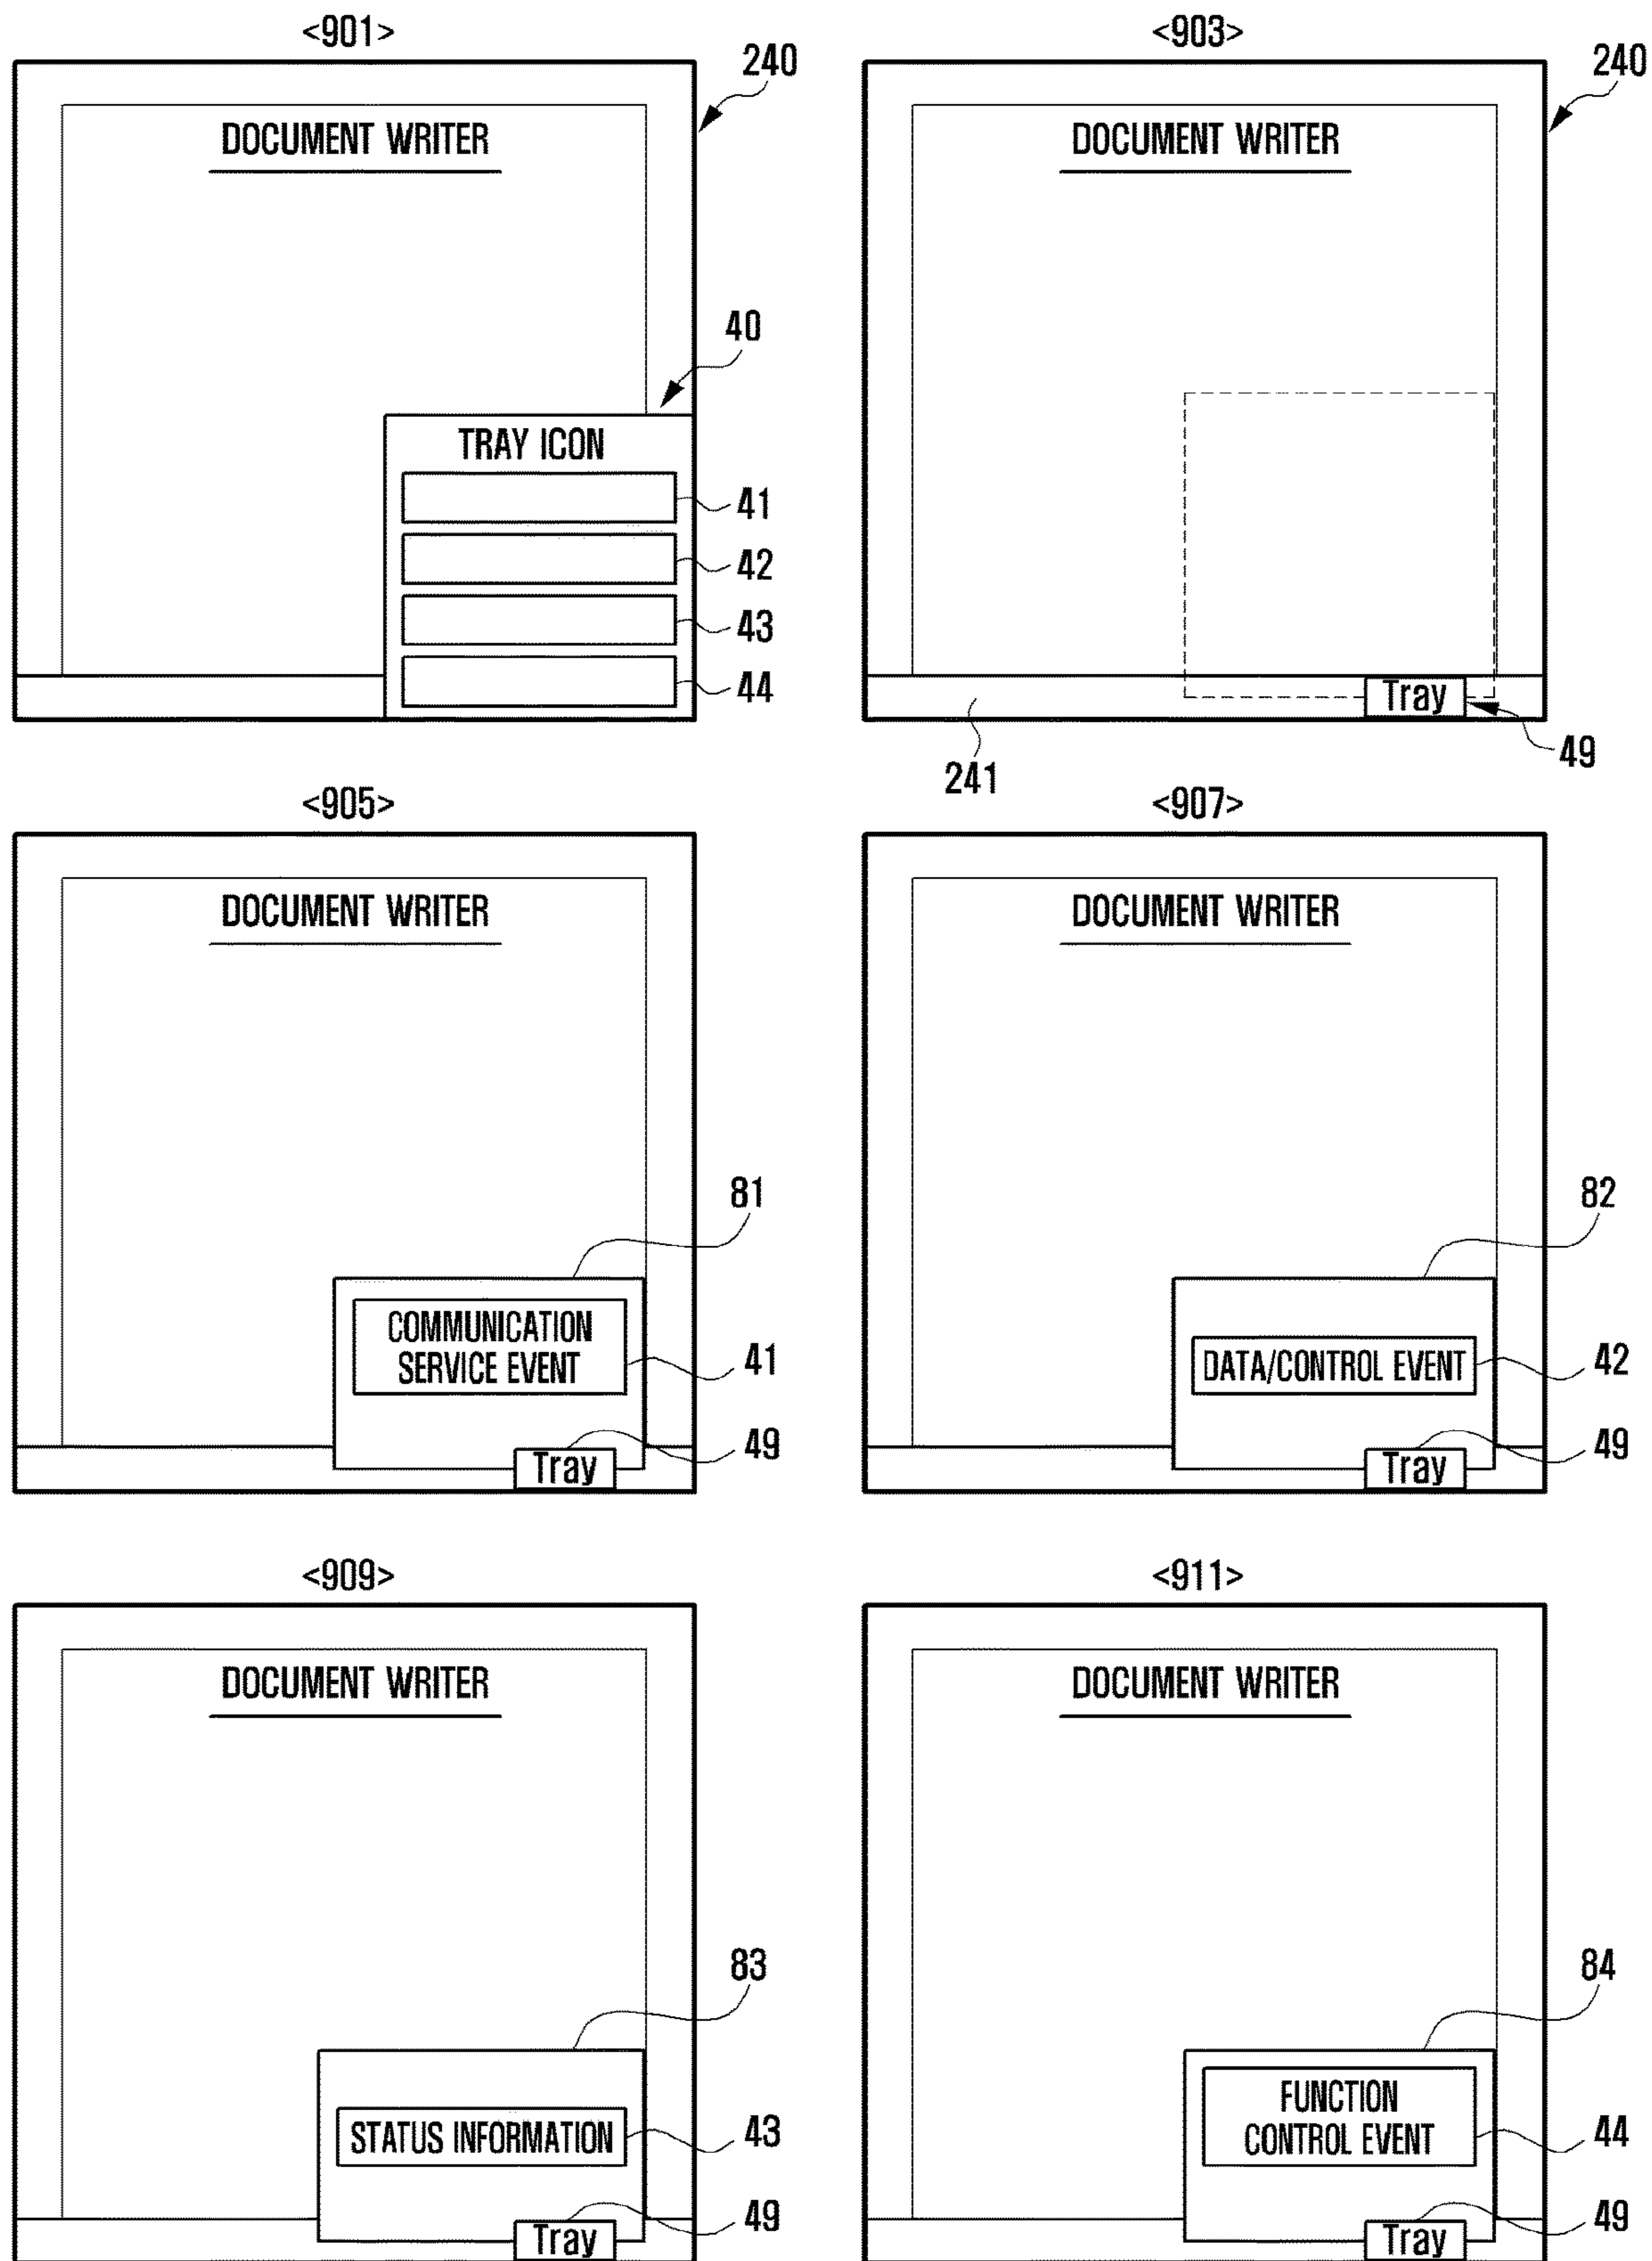 <901>
240
DOCUMENT WRITER
40
TRAY ICON
41
42
43
44
<903>
240
DOCUMENT WRITER
Tray
49
241
<905>
DOCUMENT WRITER
81
COMMUNICATION
SERVICE EVENT
41
49
Tray
<907>
DOCUMENT WRITER
82
DATA/CONTROL EVENT
42
49
Tray
<909>
DOCUMENT WRITER
83
STATUS INFORMATION
43
49
Tray
<911>
DOCUMENT WRITER
84
FUNCTION
CONTROL EVENT
44
49
Tray